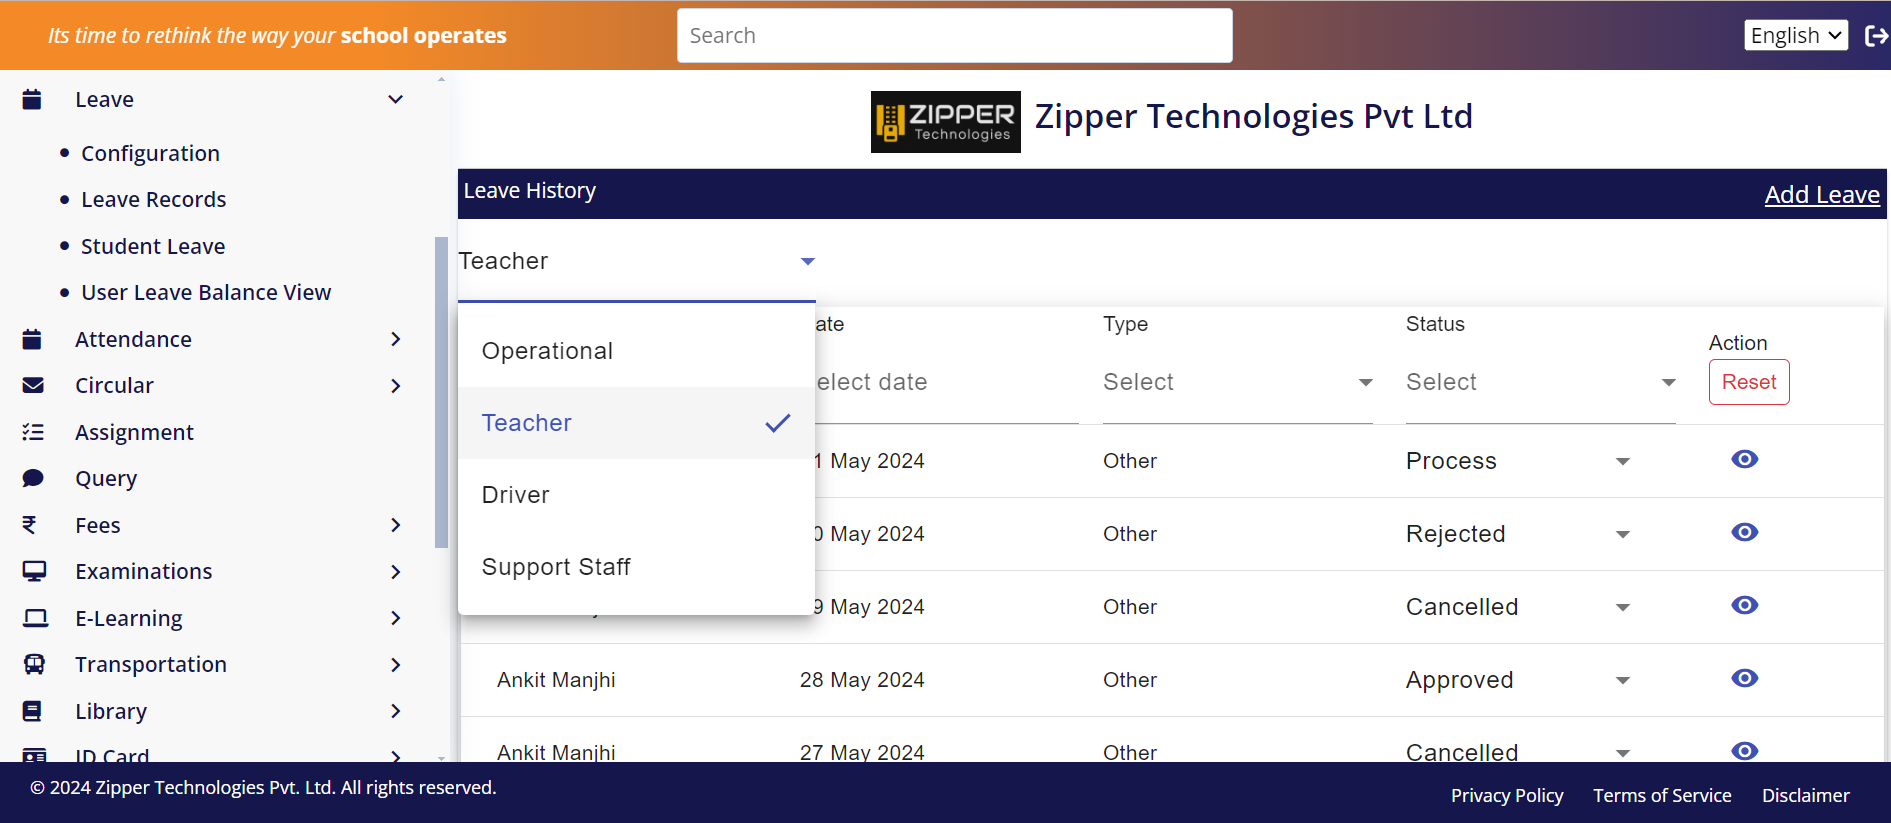 Its time to rethink the way your school operates
Search
English
Leave
Configuration
Leave Records
Student Leave
User Leave Balance View
Attendance
Circular
Assignment
Query
Fees
Examinations
E-Learning
Transportation
Library
ID Card
ZIPPER
Technologies
Zipper Technologies Pvt Ltd
Leave History
Add Leave
Teacher
Operational
Teacher
Driver
Support Staff
ate Type Status Action
elect date Select Select Reset
1 May 2024 Other Process
0 May 2024 Other Rejected
9 May 2024 Other Cancelled
Ankit Manjhi 28 May 2024 Other Approved
Ankit Manjhi 27 May 2024 Other Cancelled
© 2024 Zipper Technologies Pvt. Ltd. All rights reserved.
Privacy Policy Terms of Service Disclaimer